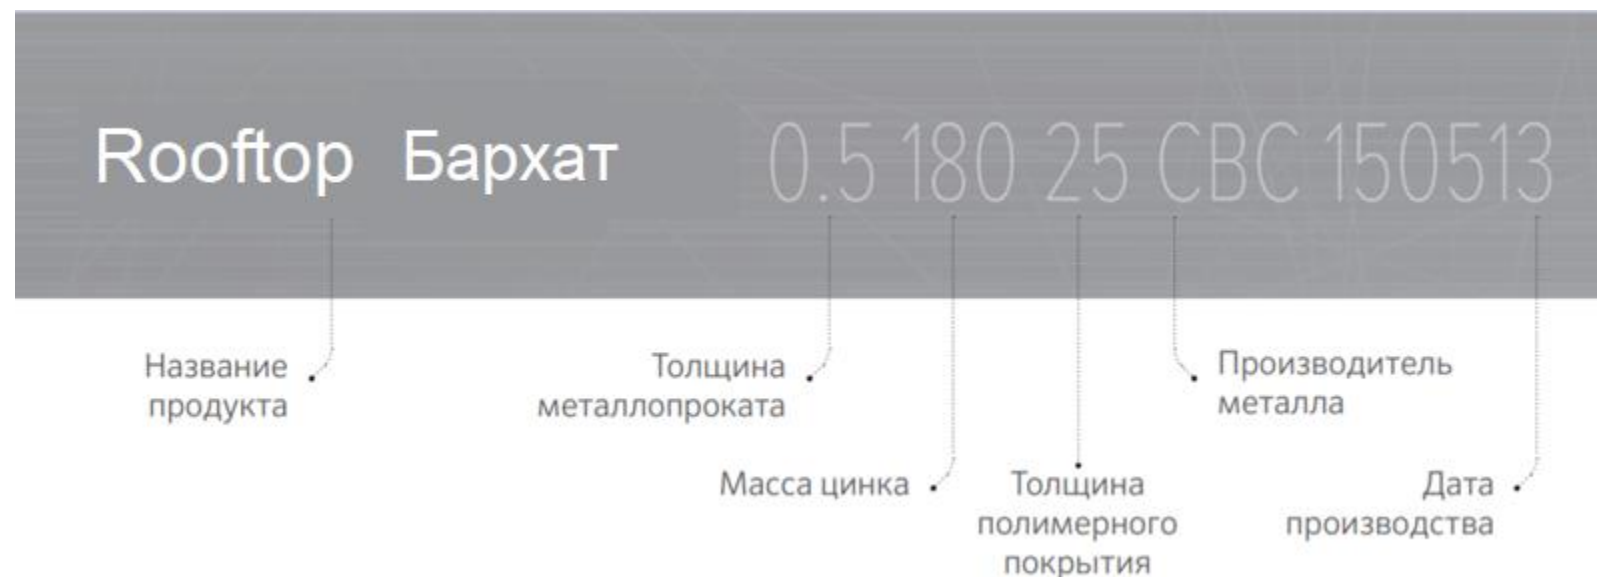 Rooftop Бархат 0.5 180 25 CBC 150513
Название
продукта
Толщина
металлопроката
Производитель
металла
Масса цинка
Толщина
полимерного
покрытия
Дата
производства